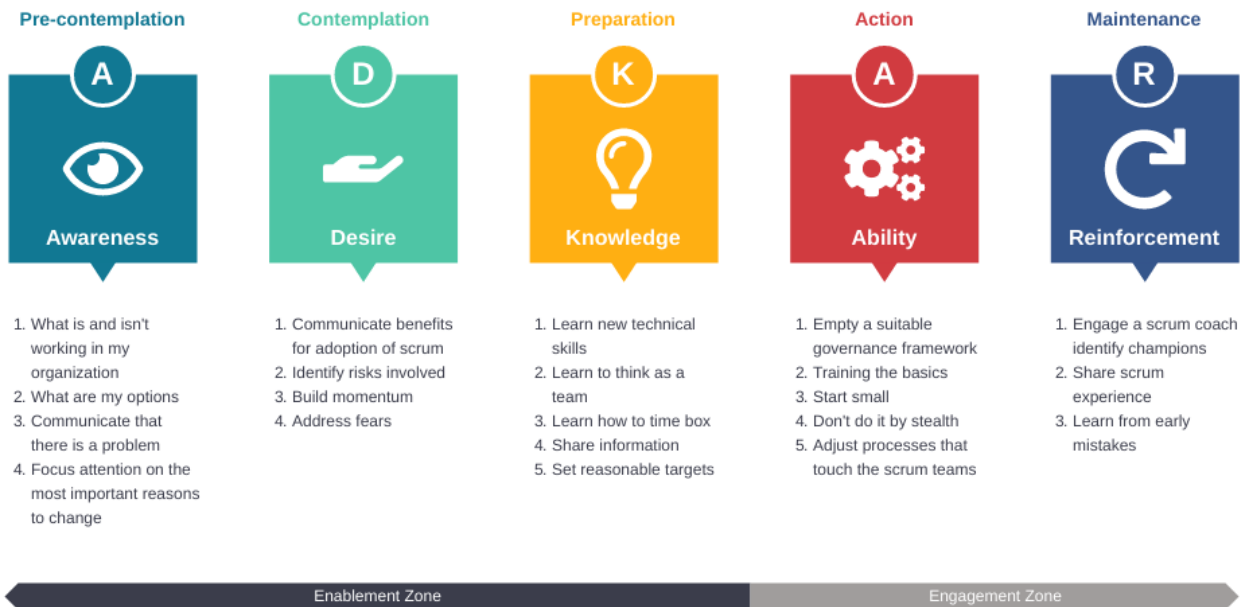 Pre-contemplation
Contemplation
Preparation
Action
Maintenance
A
D
K
A
R
Awareness
Desire
Knowledge
Ability
Reinforcement
1. What is and isn't
working in my
organization
2. What are my options
3. Communicate that
there is a problem
4. Focus attention on the
most important reasons
to change
1. Communicate benefits
for adoption of scrum
2. Identify risks involved
3. Build momentum
4. Address fears
1. Learn new technical
skills
2. Learn to think as a
team
3. Learn how to time box
4. Share information
5. Set reasonable targets
1. Empty a suitable
governance framework
2. Training the basics
3. Start small
4. Don't do it by stealth
5. Adjust processes that
touch the scrum teams
1. Engage a scrum coach
identify champions
2. Share scrum
experience
3. Learn from early
mistakes
Enablement Zone
Engagement Zone